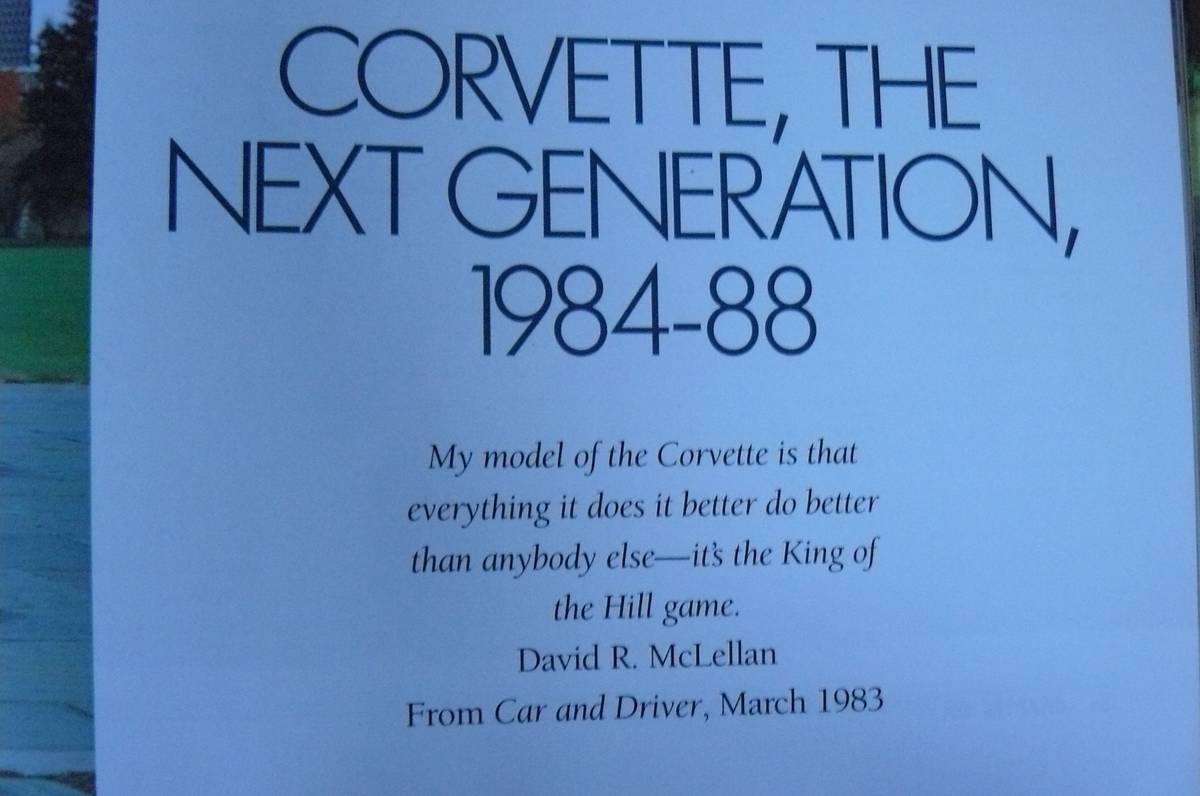 CORVETTE, THE
NEXT GENERATION,
1984-88
My model of the Corvette is that
everything it does it better do better
than anybody else—it's the King of
the Hill game.
David R. McLellan
From Car and Driver, March 1983